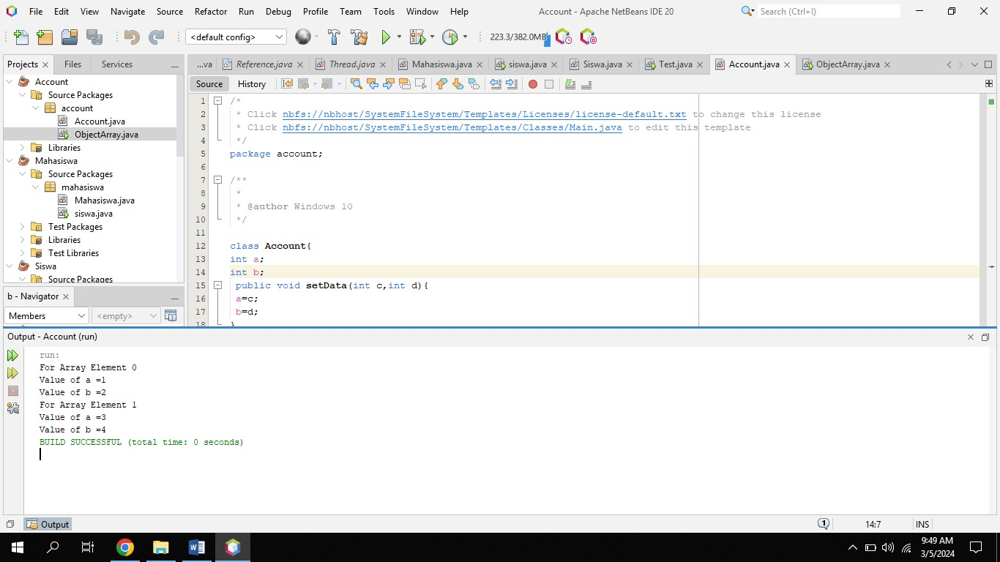 File Edit View Navigate Source Refactor Run Debug Profile Team Tools Window Help Account - Apache NetBeans IDE 20 Search (Ctrl+I)
<default config> 223.3/382.0MB
Projects Files Services
...va Reference.java Thread.java Mahasiswa.java siswa.java Siswa.java Test.java Account.java ObjectArray.java
Source History
Account
Source Packages
account
Account.java
ObjectArray.java
Libraries
Mahasiswa
Source Packages
mahasiswa
Mahasiswa.java
siswa.java
Test Packages
Libraries
Test Libraries
Siswa
Source Packages
b - Navigator
Members <empty>
1 /*
2 * Click nbfs://nbhost/SystemFileSystem/Templates/Licenses/license-default.txt to change this license
3 * Click nbfs://nbhost/SystemFileSystem/Templates/Classes/Main.java to edit this template
4 */
5 package account;
6
7 /**
8 *
9 * @author Windows 10
10 */
11
12 class Account{
13 int a;
14 int b;
15 public void setData(int c,int d){
16 a=c;
17 b=d;
18 }
Output - Account (run)
run:
For Array Element 0
Value of a =1
Value of b =2
For Array Element 1
Value of a =3
Value of b =4
BUILD SUCCESSFUL (total time: 0 seconds)
Output 1 14:7 INS
9:49 AM
3/5/2024